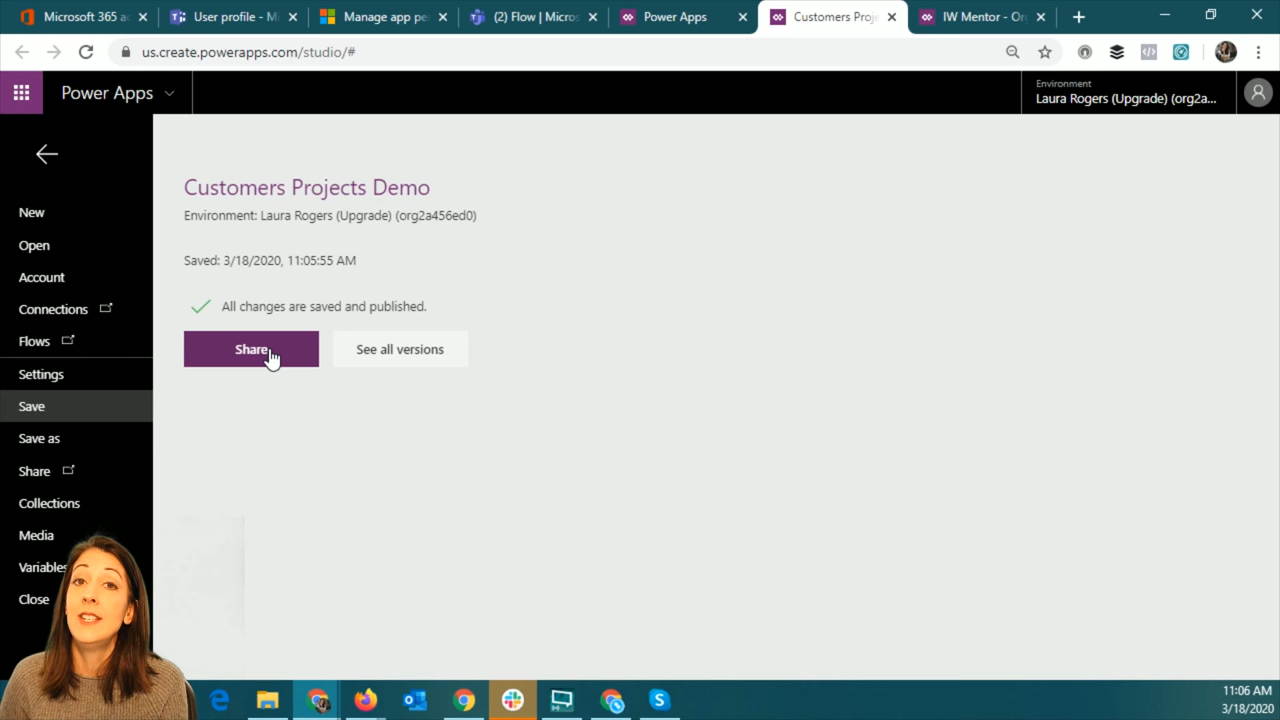 Microsoft 365 a
User profile - M
Manage app pe
(2) Flow | Micros
Power Apps
Customers Proj
IW Mentor - Or
us.create.powerapps.com/studio/#
Power Apps
Environment
Laura Rogers (Upgrade) (org2a...
New
Open
Account
Connections
Flows
Settings
Save
Save as
Share
Collections
Media
Variables
Close
Customers Projects Demo
Environment: Laura Rogers (Upgrade) (org2a456ed0)
Saved: 3/18/2020, 11:05:55 AM
All changes are saved and published.
Share
See all versions
11:06 AM
3/18/2020